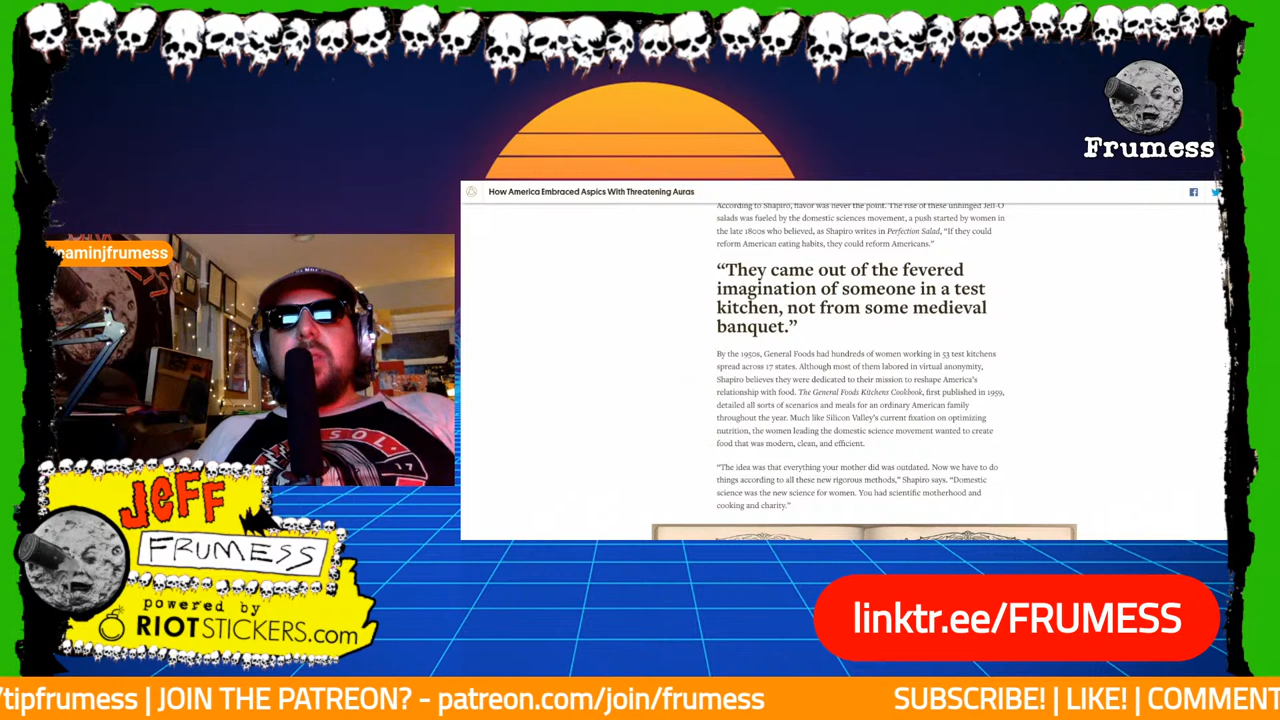 Frumess
How America Embraced Aspics With Threatening Auras
According to Shapiro, flavor was never the point. The rise of these unhinged Jell-O
salads was fueled by the domestic sciences movement, a push started by women in
the late 1800s who believed, as Shapiro writes in Perfection Salad, “If they could
reform American eating habits, they could reform Americans.”
“They came out of the fevered
imagination of someone in a test
kitchen, not from some medieval
banquet.”
By the 1950s, General Foods had hundreds of women working in 53 test kitchens
spread across 17 states. Although most of them labored in virtual anonymity,
Shapiro believes they were dedicated to their mission to reshape America’s
relationship with food. The General Foods Kitchens Cookbook, first published in 1959,
detailed all sorts of scenarios and meals for an ordinary American family
throughout the year. Much like Silicon Valley’s current fixation on optimizing
nutrition, the women leading the domestic science movement wanted to create
food that was modern, clean, and efficient.
“The idea was that everything your mother did was outdated. Now we have to do
things according to all these new rigorous methods,” Shapiro says. “Domestic
science was the new science for women. You had scientific motherhood and
cooking and charity.”
eaminjfrumess
SOL.
17
JEFF
FRUMESS
powered by
RIOTSTICKERS.com
linktr.ee/FRUMESS
/tipfrumess | JOIN THE PATREON? - patreon.com/join/frumess SUBSCRIBE! | LIKE! | COMMENT